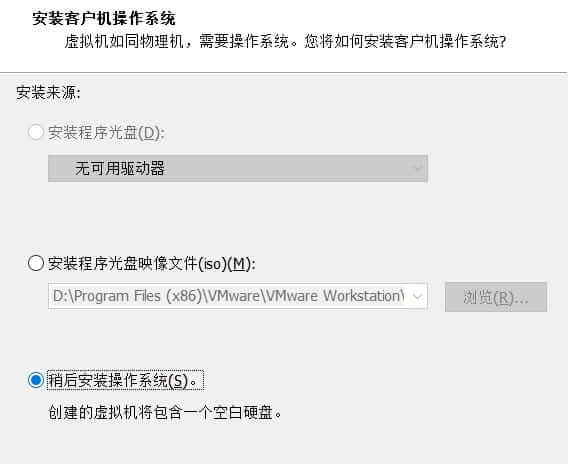 安装客户机操作系统
虚拟机如同物理机，需要操作系统。您将如何安装客户机操作系统?
安装来源:
安装程序光盘(D):
无可用驱动器
安装程序光盘映像文件(iso)(M):
D:\Program Files (x86)\VMware\VMware Workstation\
浏览(R)...
稍后安装操作系统(S)。
创建的虚拟机将包含一个空白硬盘。